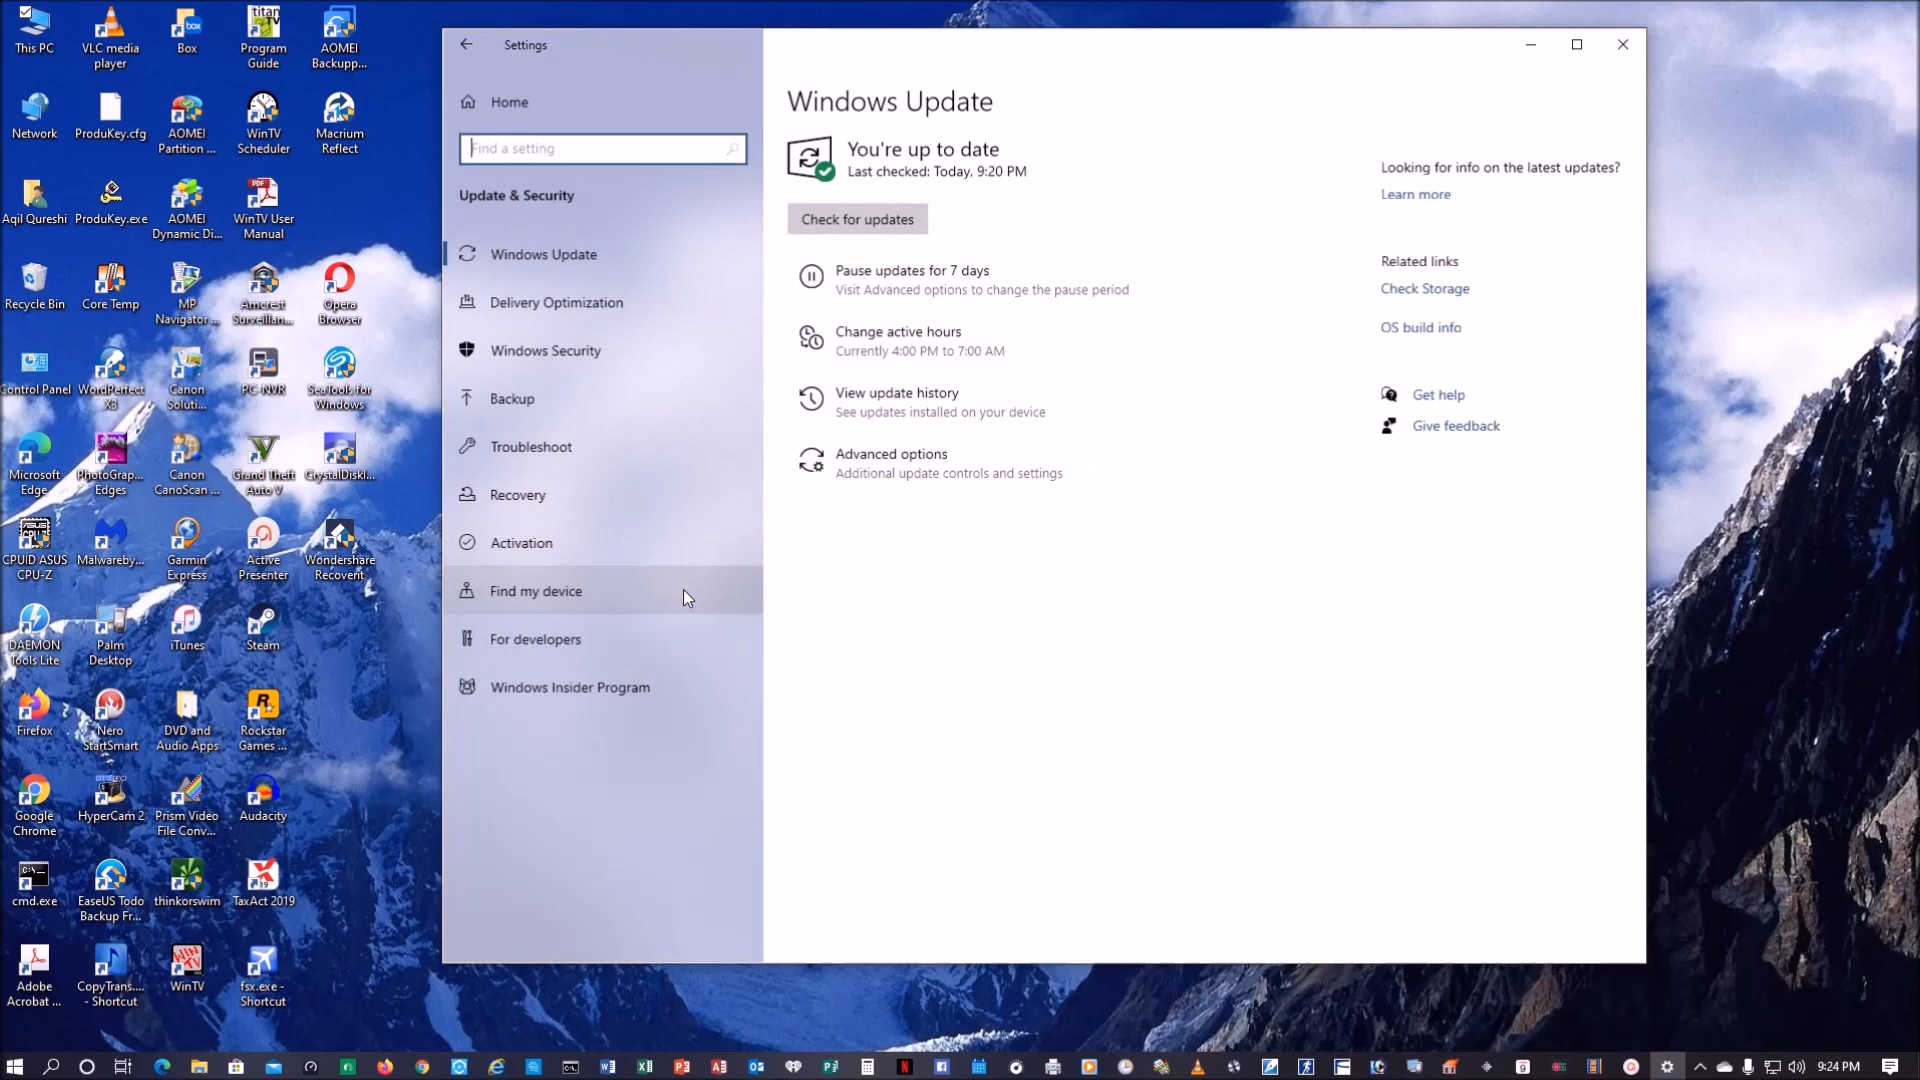 This PC
VLC media
player
Box
Program
Guide
AOMEI
Backupp...
Network
ProduKey.cfg
AOMEI
Partition ...
WinTV
Scheduler
Macrium
Reflect
Aqil Qureshi
ProduKey.exe
AOMEI
Dynamic Di...
WinTV User
Manual
Recycle Bin
Core Temp
MP
Navigator ...
Amcrest
Surveillan...
Opera
Browser
Control Panel
WordPerfect
X3
Canon
Soluti...
PC-NVR
SeaTools for
Windows
Microsoft
Edge
PhotoGrap...
Edges
Canon
CanoScan ...
Grand Theft
Auto V
CrystalDiskI...
CPUID ASUS
CPU-Z
Malwareby...
Garmin
Express
Active
Presenter
Wondershare
Recoverit
DAEMON
Tools Lite
Palm
Desktop
iTunes
Steam
Firefox
Nero
StartSmart
DVD and
Audio Apps
Rockstar
Games ...
Google
Chrome
HyperCam 2
Prism Video
File Conv...
Audacity
cmd.exe
EaseUS Todo
Backup Fr...
thinkorswim
TaxAct 2019
Adobe
Acrobat ...
CopyTrans....
- Shortcut
WinTV
fsx.exe -
Shortcut
Settings
Home
Find a setting
Update & Security
Windows Update
Delivery Optimization
Windows Security
Backup
Troubleshoot
Recovery
Activation
Find my device
For developers
Windows Insider Program
Windows Update
You're up to date
Last checked: Today, 9:20 PM
Check for updates
Pause updates for 7 days
Visit Advanced options to change the pause period
Change active hours
Currently 4:00 PM to 7:00 AM
View update history
See updates installed on your device
Advanced options
Additional update controls and settings
Looking for info on the latest updates?
Learn more
Related links
Check Storage
OS build info
Get help
Give feedback
9:24 PM